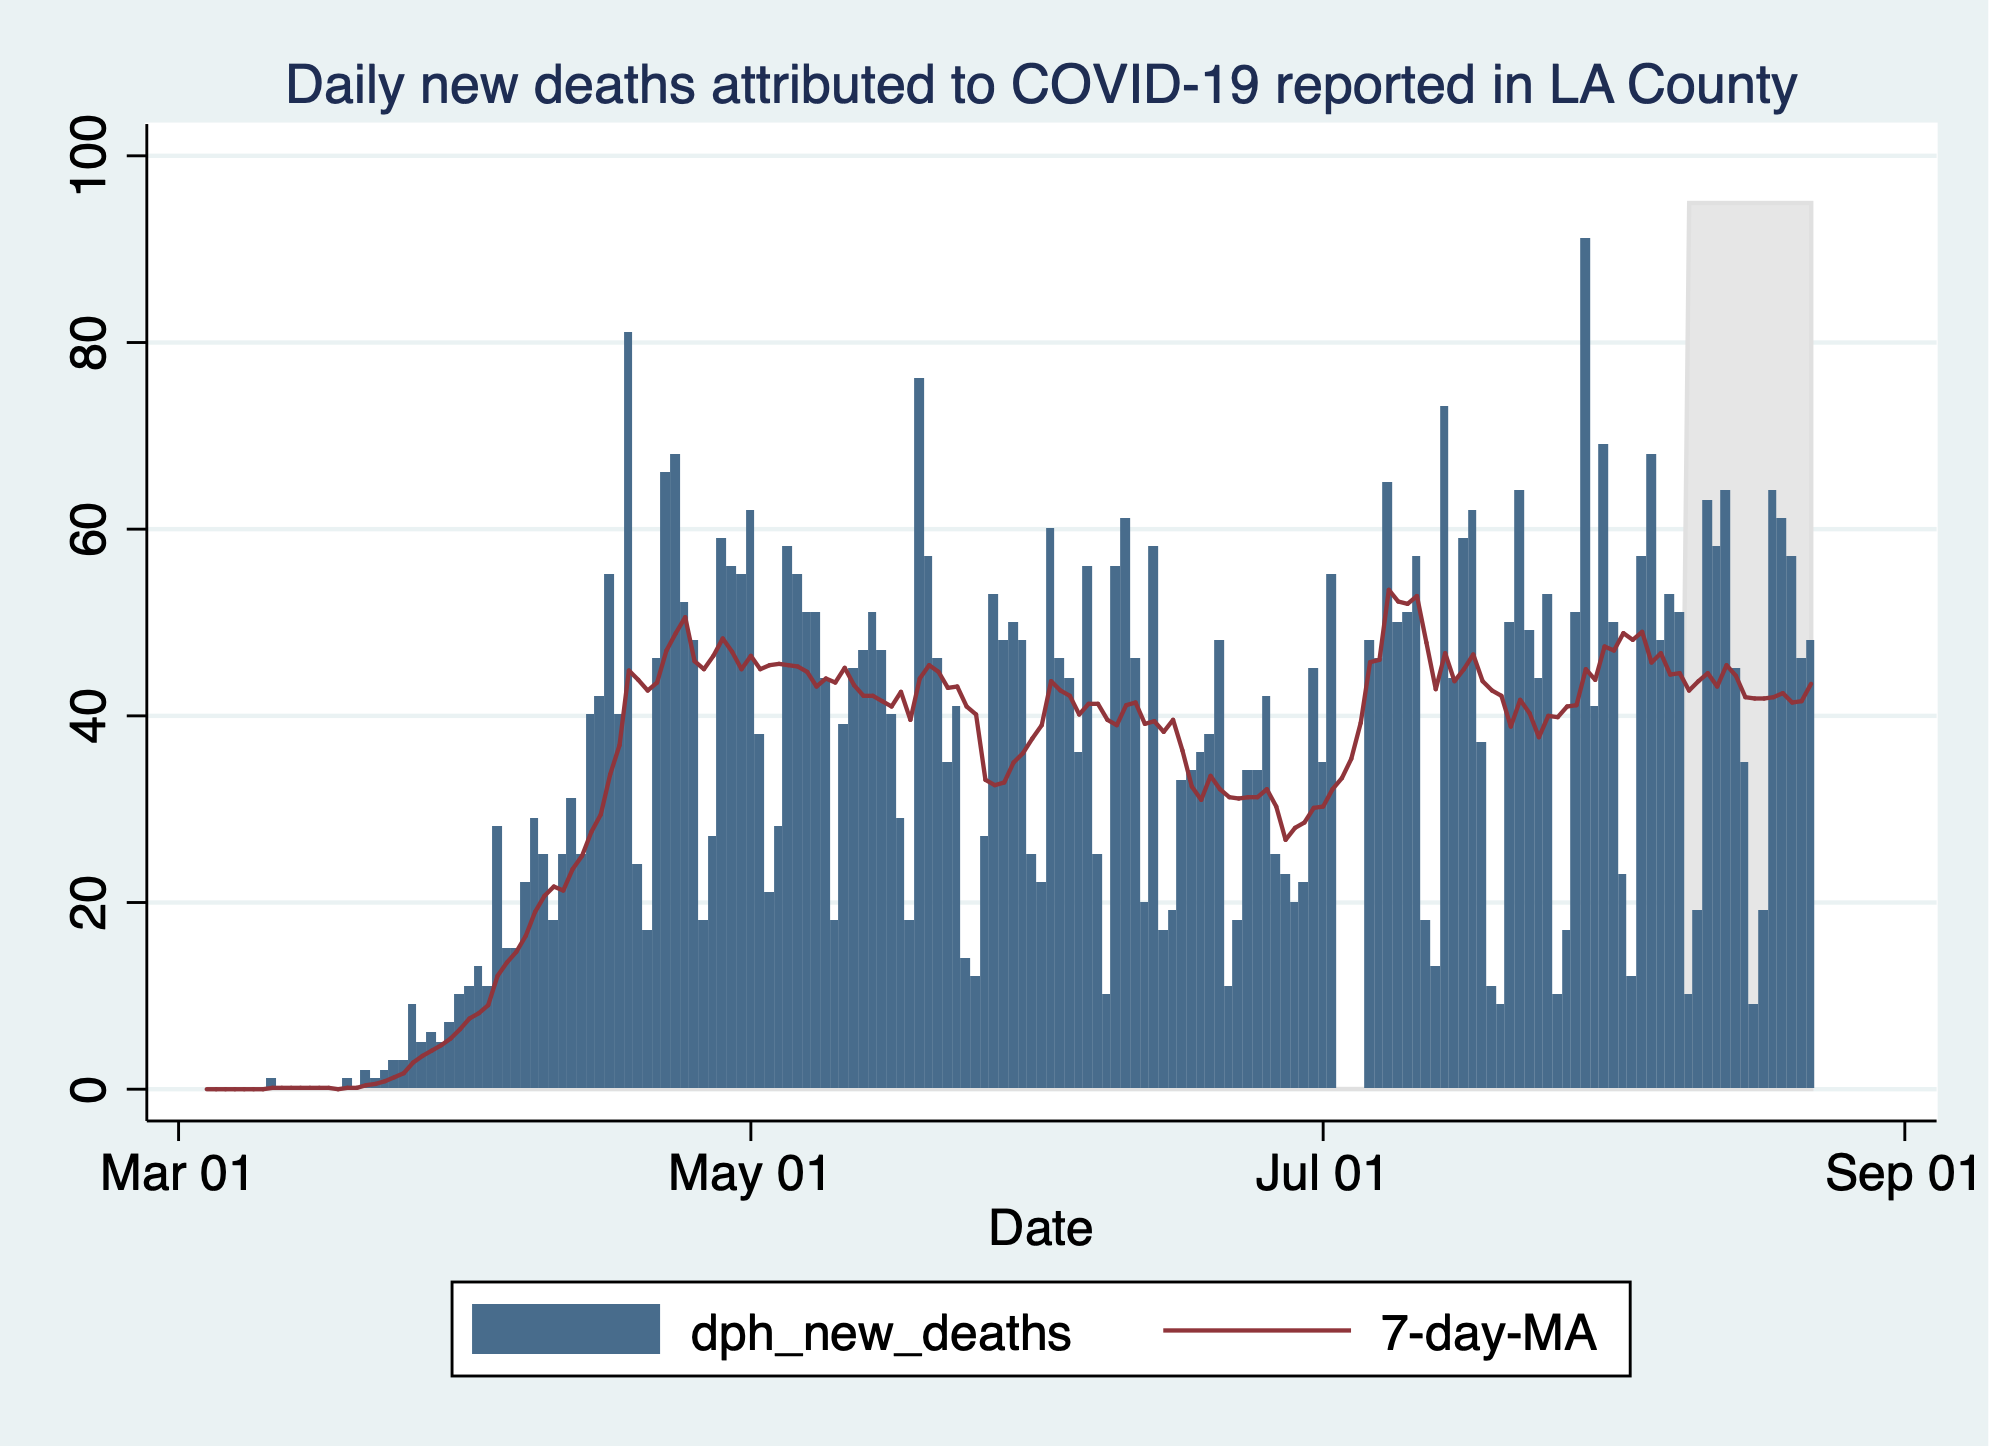 Daily new deaths attributed to COVID-19 reported in LA County
100
80
60
40
20
0
Mar 01 May 01 Jul 01 Sep 01
Date
dph_new_deaths 7-day-MA